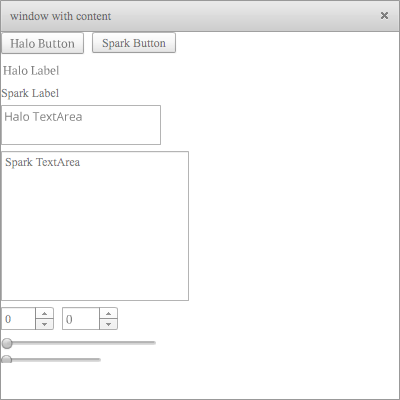 window with content
Halo Button Spark Button
Halo Label
Spark Label
Halo TextArea
Spark TextArea
0 0